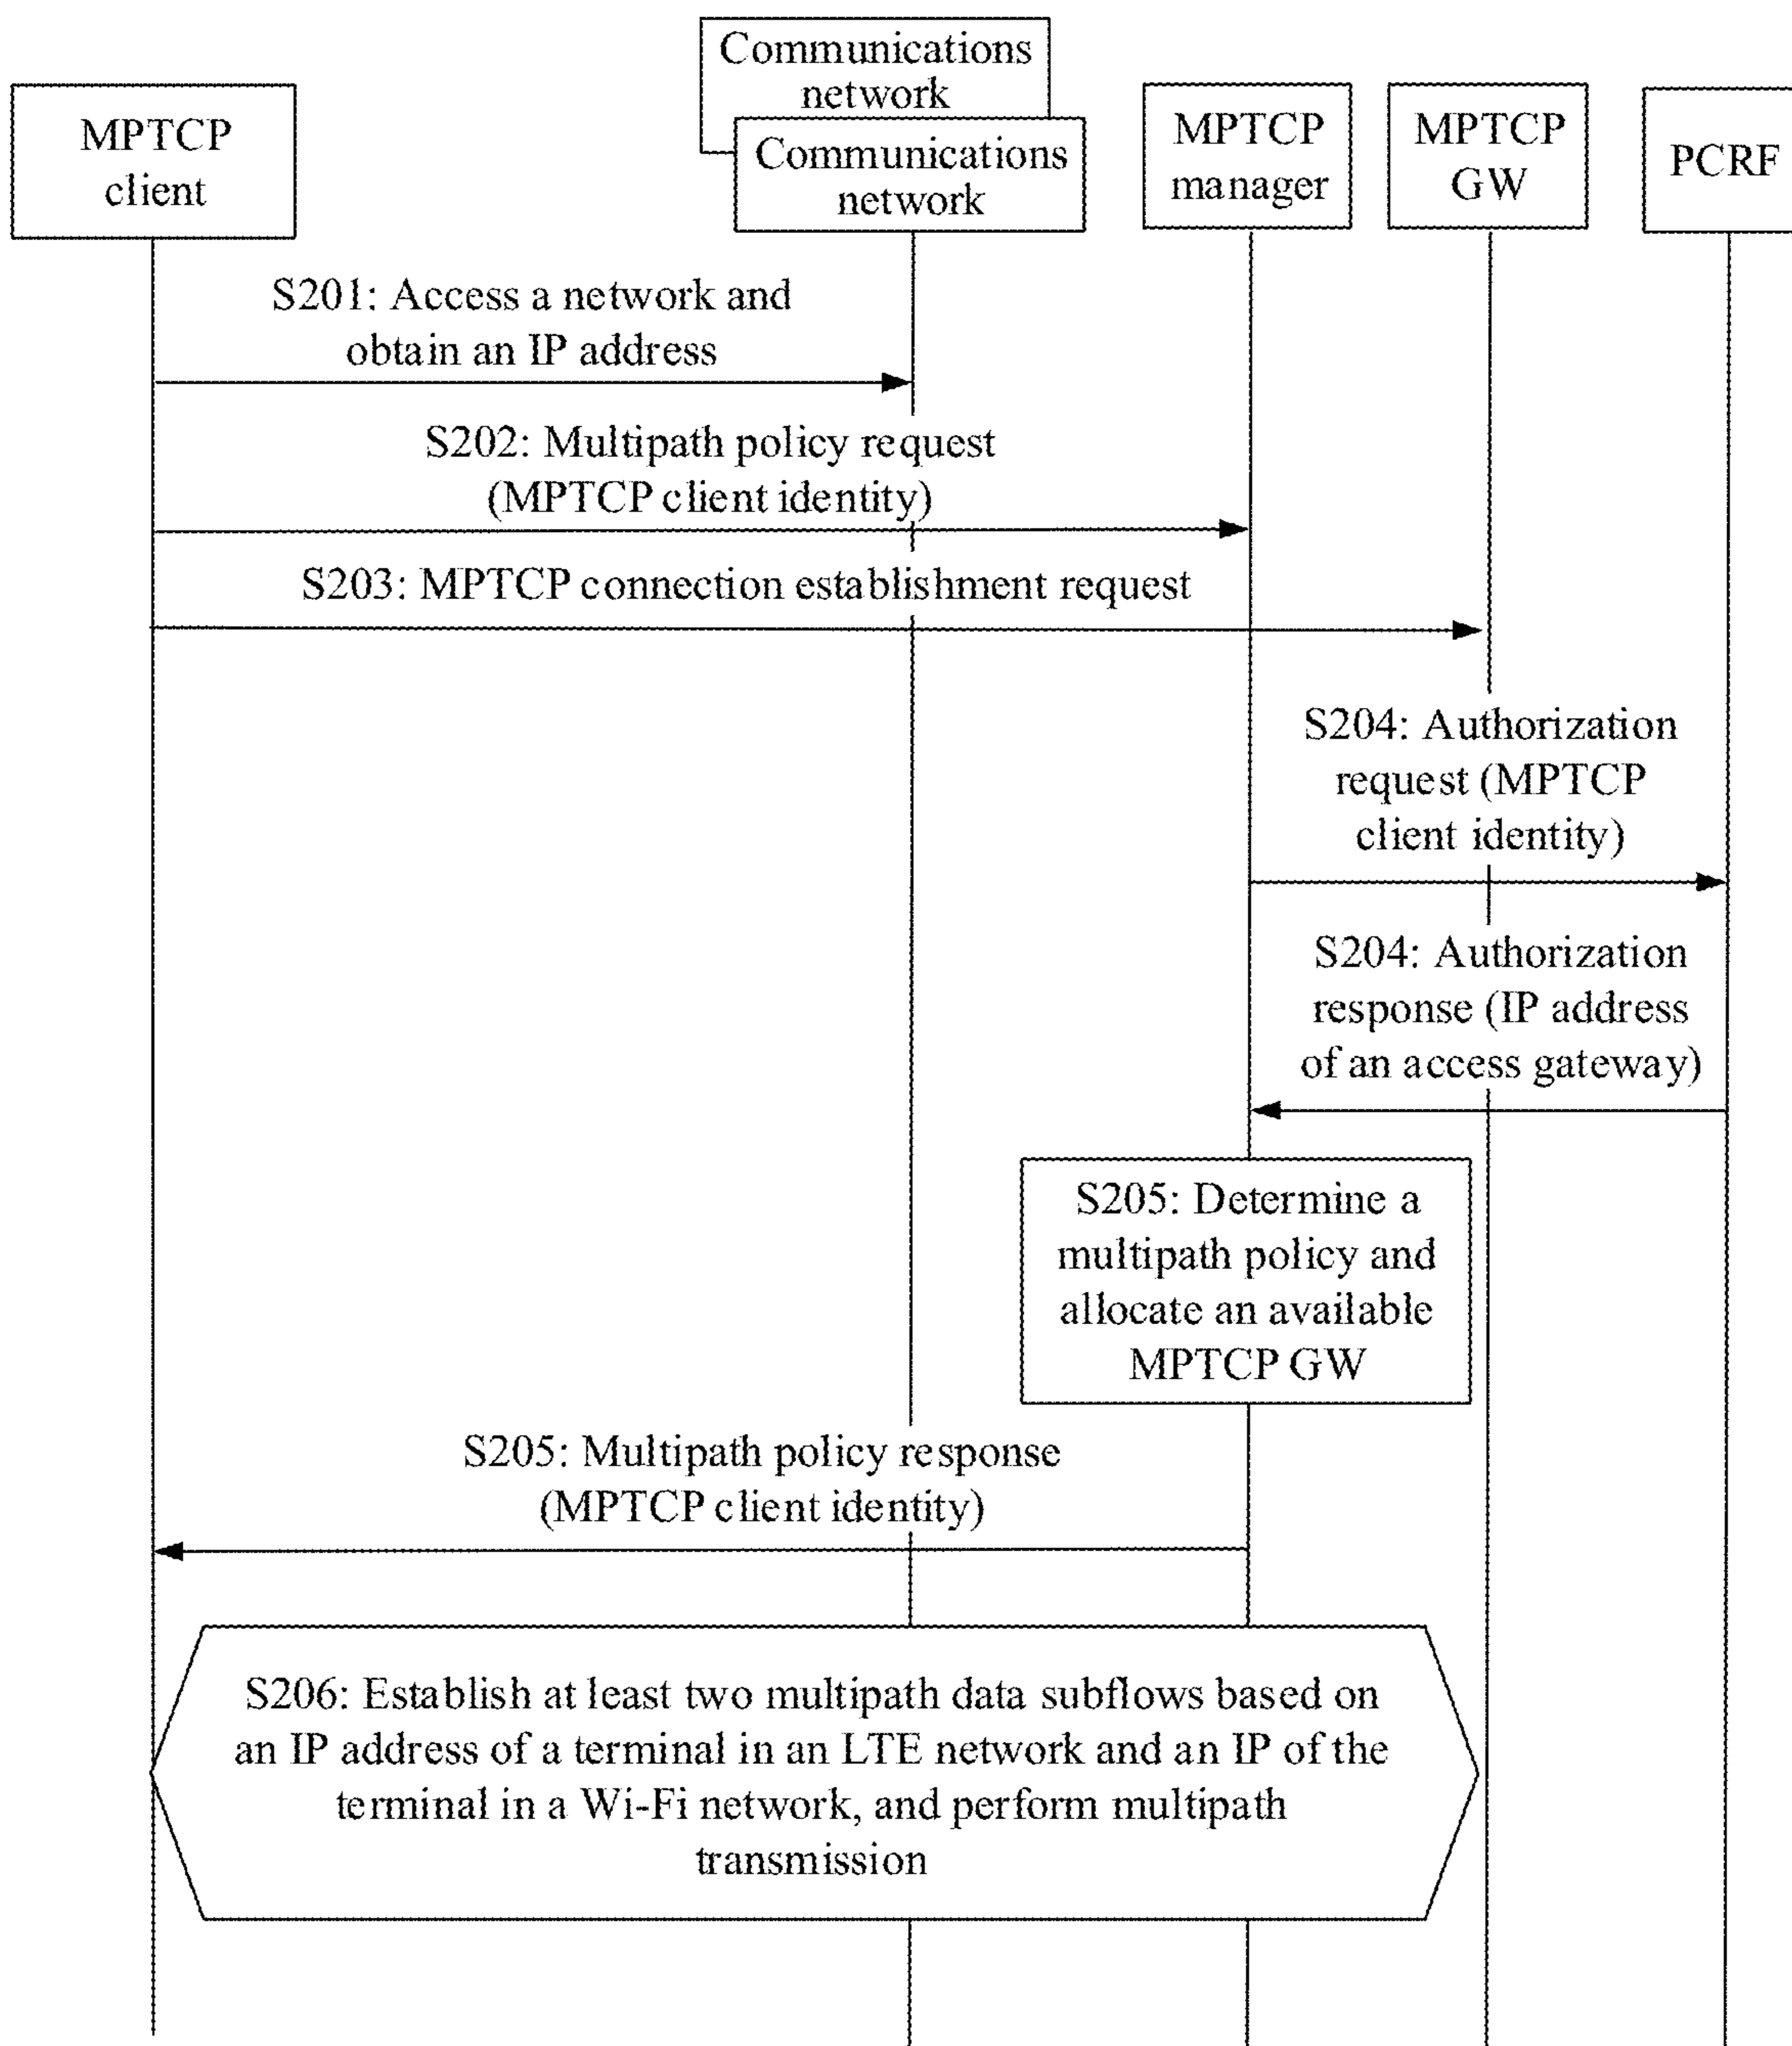 Communications
network
Communications
network
MPTCP
client
MPTCP
manager
MPTCP
GW
PCRF
S201: Access a network and
obtain an IP address
S202: Multipath policy request
(MPTCP client identity)
S203: MPTCP connection establishment request
S204: Authorization
request (MPTCP
client identity)
S204: Authorization
response (IP address
of an access gateway)
S205: Determine a
multipath policy and
allocate an available
MPTCP GW
S205: Multipath policy response
(MPTCP client identity)
S206: Establish at least two multipath data subflows based on
an IP address of a terminal in an LTE network and an IP of the
terminal in a Wi-Fi network, and perform multipath
transmission